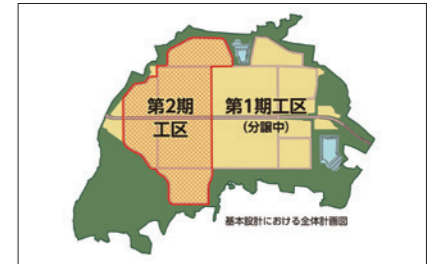 第2期
工区
第1期工区
(分譲中)
基本設計における全体計画図